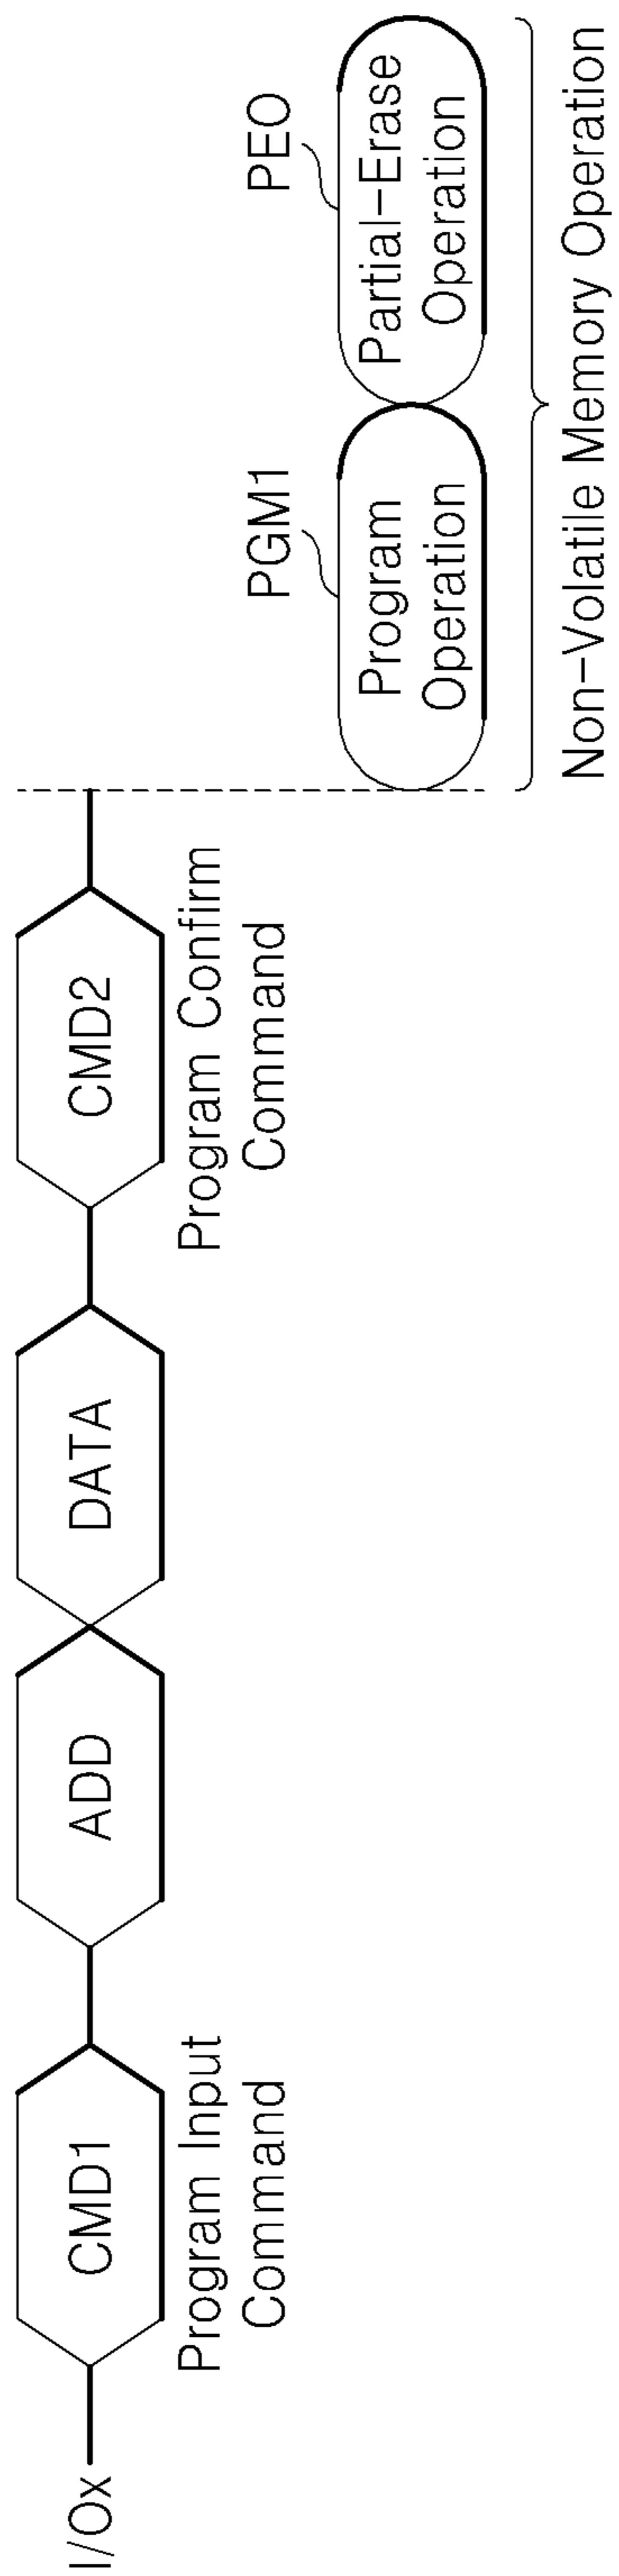 I/Ox
CMD1
ADD
DATA
CMD2
Program Input
Command
Program Confirm
Command
PGM1
PEO
Program
Operation
Partial-Erase
Operation
Non-Volatile Memory Operation